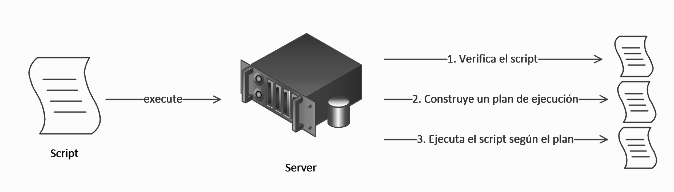 Script
execute
Server
1. Verifica el script
2. Construye un plan de ejecución
3. Ejecuta el script según el plan